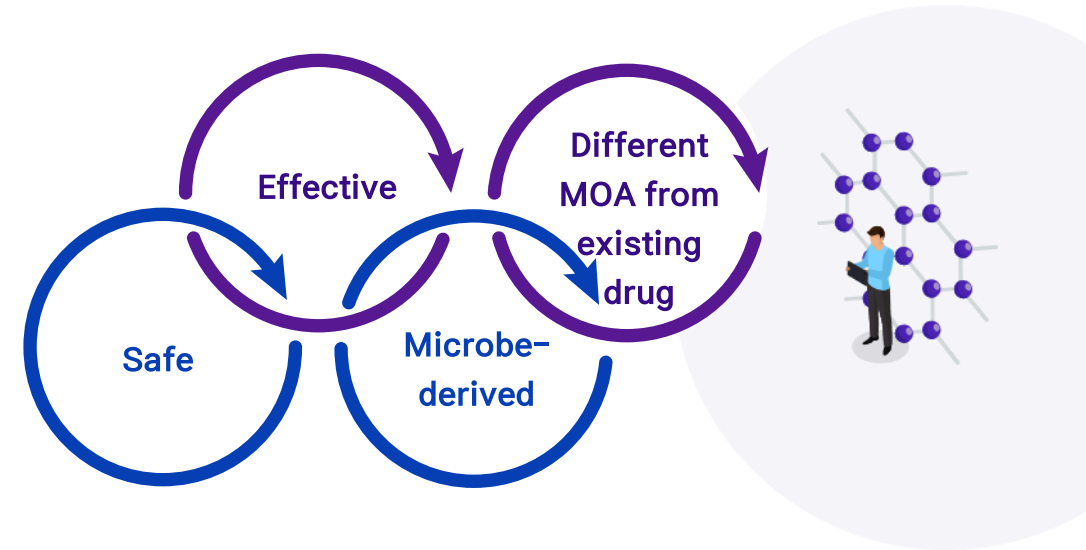 Effective
Different
MOA from
existing
drug
Safe
Microbe-
derived